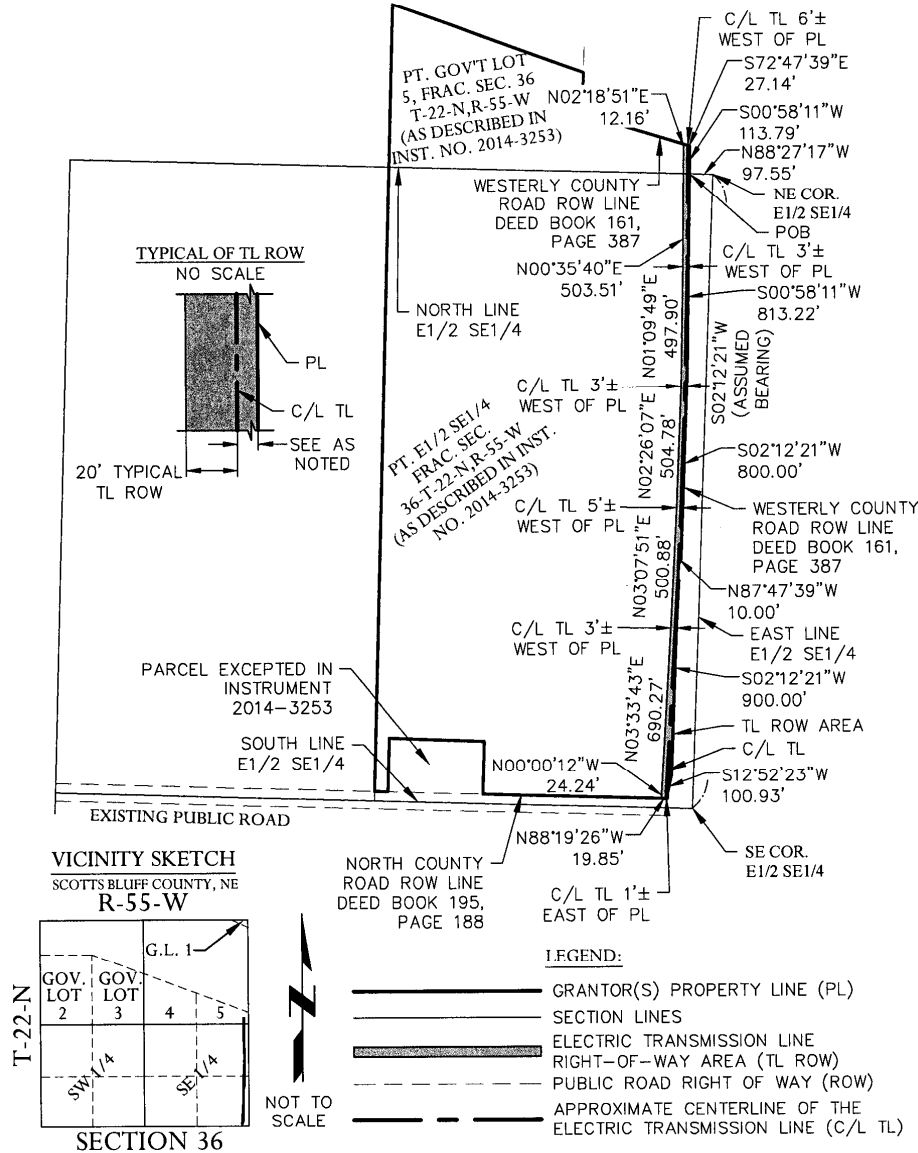 C/L TL 6'±
WEST OF PL
S72°47'39"E
27.14'
PT. GOV'T LOT
5, FRAC. SEC. 36
T-22-N,R-55-W
(AS DESCRIBED IN
INST. NO. 2014-3253)
N02°18'51"E
12.16'
S00°58'11"W
113.79'
N88°27'17"W
97.55'
NE COR.
E1/2 SE1/4
POB
WESTERLY COUNTY
ROAD ROW LINE
DEED BOOK 161,
PAGE 387
TYPICAL OF TL ROW
NO SCALE
PL
C/L TL
SEE AS
NOTED
20' TYPICAL
TL ROW
N00°35'40"E
503.51'
C/L TL 3'±
WEST OF PL
S00°58'11"W
813.22'
NORTH LINE
E1/2 SE1/4
N01°09'49"E
497.90'
S02°12'21"W
(ASSUMED
BEARING)
C/L TL 3'±
WEST OF PL
PT. E1/2 SE1/4
FRAC. SEC.
36-T-22-N,R-55-W
(AS DESCRIBED IN INST.
NO. 2014-3253)
N02°26'07"E
504.78'
S02°12'21"W
800.00'
C/L TL 5'±
WEST OF PL
WESTERLY COUNTY
ROAD ROW LINE
DEED BOOK 161,
PAGE 387
N03°07'51"E
500.88'
N87°47'39"W
10.00'
C/L TL 3'±
WEST OF PL
EAST LINE
E1/2 SE1/4
PARCEL EXCEPTED IN
INSTRUMENT
2014-3253
N03°33'43"E
690.27'
S02°12'21"W
900.00'
TL ROW AREA
SOUTH LINE
E1/2 SE1/4
C/L TL
N00°00'12"W
24.24'
S12°52'23"W
100.93'
EXISTING PUBLIC ROAD
N88°19'26"W
19.85'
SE COR.
E1/2 SE1/4
NORTH COUNTY
ROAD ROW LINE
DEED BOOK 195,
PAGE 188
C/L TL 1'±
EAST OF PL
VICINITY SKETCH
SCOTTS BLUFF COUNTY, NE
R-55-W
T-22-N
G.L. 1
GOV.
LOT
2
GOV.
LOT
3
4
5
SW 1/4
SE 1/4
SECTION 36
N
NOT TO
SCALE
LEGEND:
GRANTOR(S) PROPERTY LINE (PL)
SECTION LINES
ELECTRIC TRANSMISSION LINE
RIGHT-OF-WAY AREA (TL ROW)
PUBLIC ROAD RIGHT OF WAY (ROW)
APPROXIMATE CENTERLINE OF THE
ELECTRIC TRANSMISSION LINE (C/L TL)